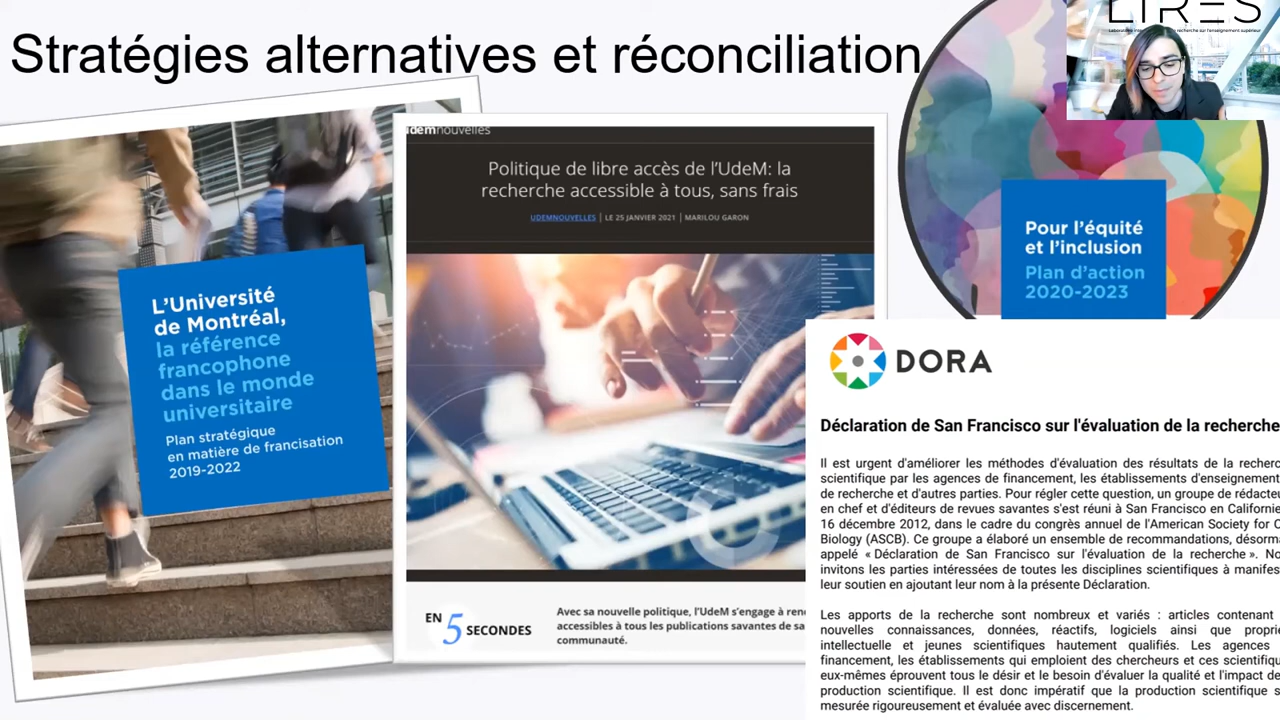 Stratégies alternatives et réconciliation
LIRES
L'Université
de Montréal,
la référence
francophone
dans le monde
universitaire
Plan stratégique
en matière de francisation
2019-2022
udemnouvelles
Politique de libre accès de l'UdeM: la
recherche accessible à tous, sans frais
UDEMNOUVELLES | LE 25 JANVIER 2021 | MARILOU GARON
EN
5
SECONDES
Avec sa nouvelle politique, l'UdeM s'engage à
accessibles à tous les publications savantes de sa
communauté.
Pour l'équité
et l'inclusion
Plan d'action
2020-2023
DORA
Déclaration de San Francisco sur l'évaluation de la recherche
Il est urgent d'améliorer les méthodes d'évaluation des résultats de la
scientifique par les agences de financement, les établissements d'enseignement
de recherche et d'autres parties. Pour régler cette question, un groupe de
en chef et d'éditeurs de revues savantes s'est réuni à San Francisco en Californie
16 décembre 2012, dans le cadre du congrès annuel de l'American Society for
Biology (ASCB). Ce groupe a élaboré un ensemble de recommandations,
appelé « Déclaration de San Francisco sur l'évaluation de la recherche ».
invitons les parties intéressées de toutes les disciplines scientifiques à
leur soutien en ajoutant leur nom à la présente Déclaration.
Les apports de la recherche sont nombreux et variés : articles contenant
nouvelles connaissances, données, réactifs, logiciels ainsi que
intellectuelle et jeunes scientifiques hautement qualifiés. Les agences
financement, les établissements qui emploient des chercheurs et ces
eux-mêmes éprouvent tous le désir et le besoin d'évaluer la qualité et l'impact de
production scientifique. Il est donc impératif que la production scientifique
mesurée rigoureusement et évaluée avec discernement.